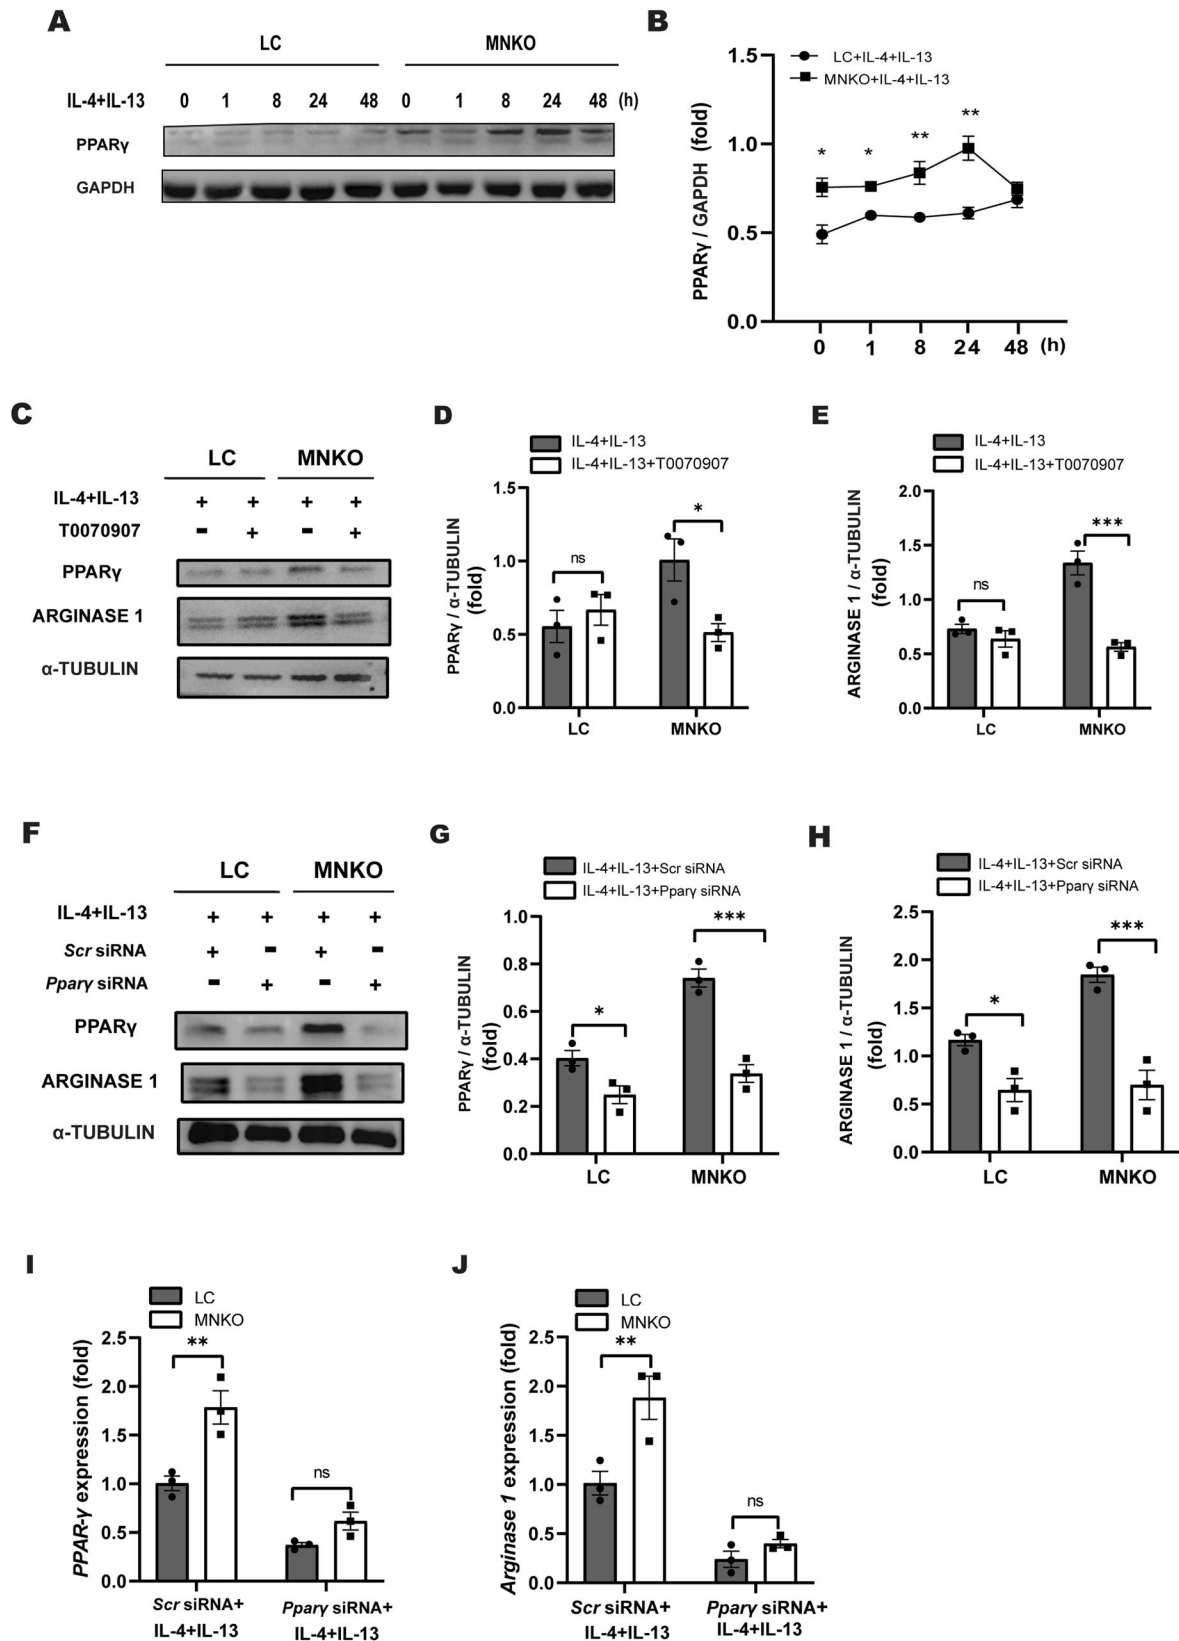 A
LC MNKO
IL-4+IL-13 0 1 8 24 48 0 1 8 24 48 (h)
PPARγ
GAPDH
B
LC+IL-4+IL-13
MNKO+IL-4+IL-13
PPARγ / GAPDH (fold)
1.5
1.0
0.5
0.0
* * ** **
0 1 8 24 48 (h)
C
LC MNKO
IL-4+IL-13 + + + +
T0070907 - + - +
PPARγ
ARGINASE 1
α-TUBULIN
D
IL-4+IL-13
IL-4+IL-13+T0070907
PPARγ / α-TUBULIN
(fold)
1.5
1.0
0.5
0.0
ns *
LC MNKO
E
IL-4+IL-13
IL-4+IL-13+T0070907
ARGINASE 1 / α-TUBULIN
(fold)
2.0
1.5
1.0
0.5
0.0
ns ***
LC MNKO
F
LC MNKO
IL-4+IL-13 + + + +
Scr siRNA + - + -
Pparγ siRNA - + - +
PPARγ
ARGINASE 1
α-TUBULIN
G
IL-4+IL-13+Scr siRNA
IL-4+IL-13+Pparγ siRNA
PPARγ / α-TUBULIN
(fold)
1.0
0.8
0.6
0.4
0.2
0.0
* ***
LC MNKO
H
IL-4+IL-13+Scr siRNA
IL-4+IL-13+Pparγ siRNA
ARGINASE 1 / α-TUBULIN
(fold)
2.5
2.0
1.5
1.0
0.5
0.0
* ***
LC MNKO
I
LC
MNKO
PPAR-γ expression (fold)
2.5
2.0
1.5
1.0
0.5
0.0
** ns
Scr siRNA+ Pparγ siRNA+
IL-4+IL-13 IL-4+IL-13
J
LC
MNKO
Arginase 1 expression (fold)
2.5
2.0
1.5
1.0
0.5
0.0
** ns
Scr siRNA+ Pparγ siRNA+
IL-4+IL-13 IL-4+IL-13